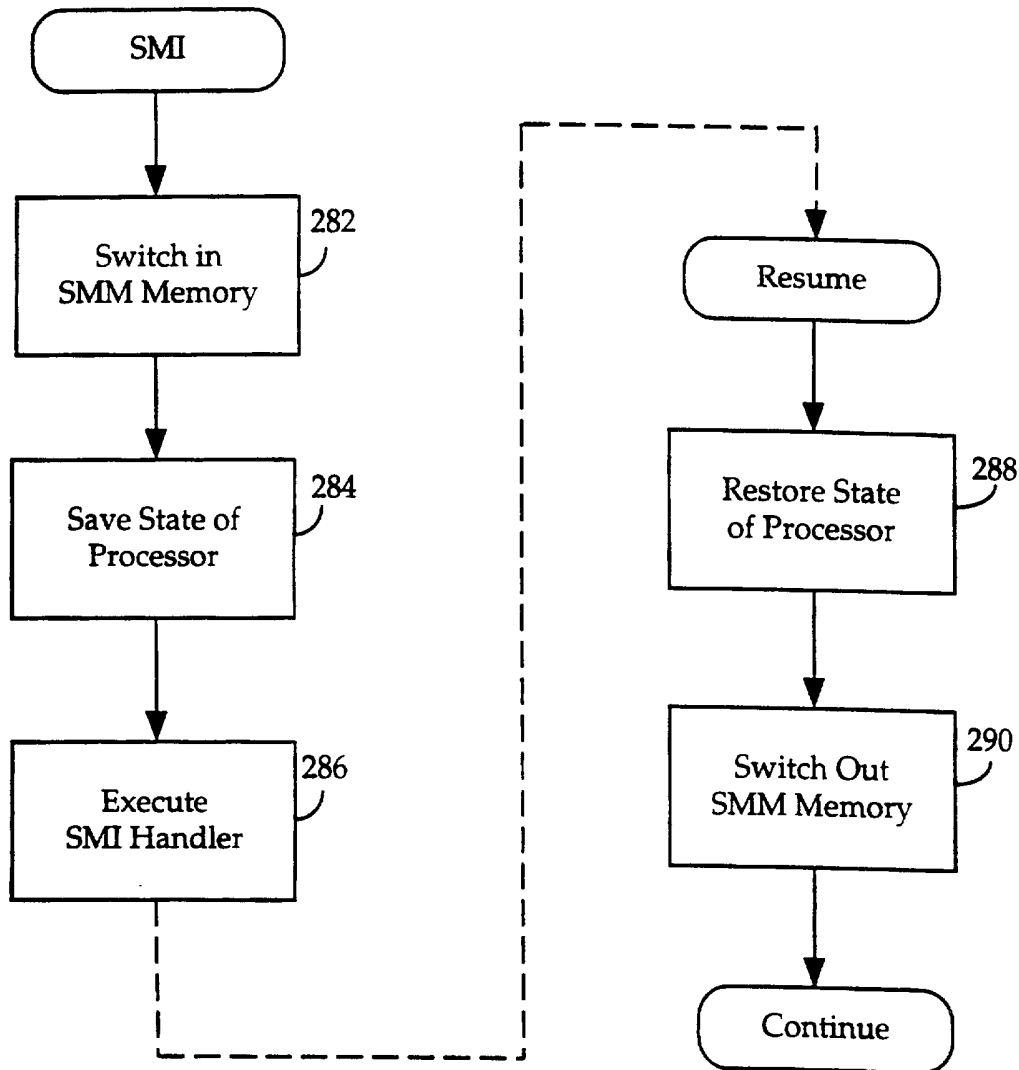 SMI
Switch in
SMM Memory
282
Save State of
Processor
284
Execute
SMI Handler
286
Resume
Restore State
of Processor
288
Switch Out
SMM Memory
290
Continue